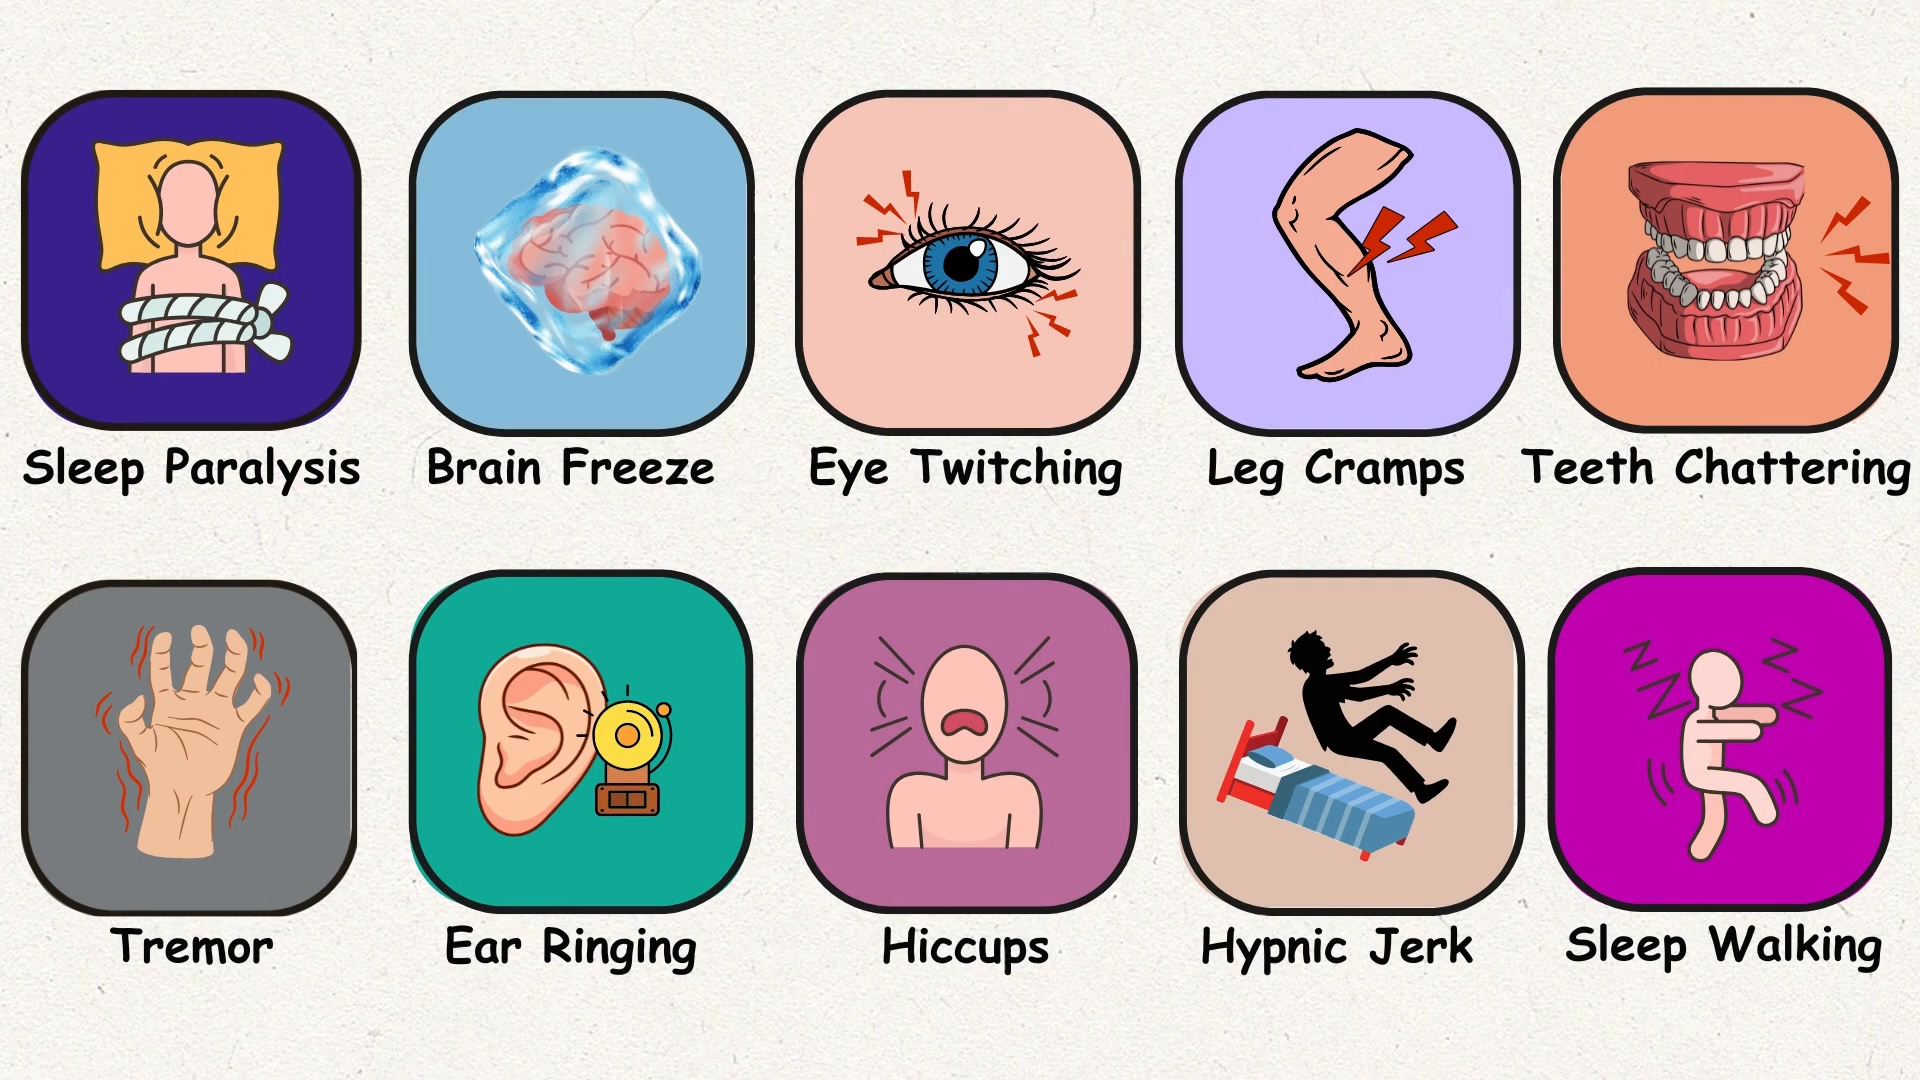 Sleep Paralysis
Brain Freeze
Eye Twitching
Leg Cramps
Teeth Chattering
Tremor
Ear Ringing
Hiccups
Hypnic Jerk
Sleep Walking